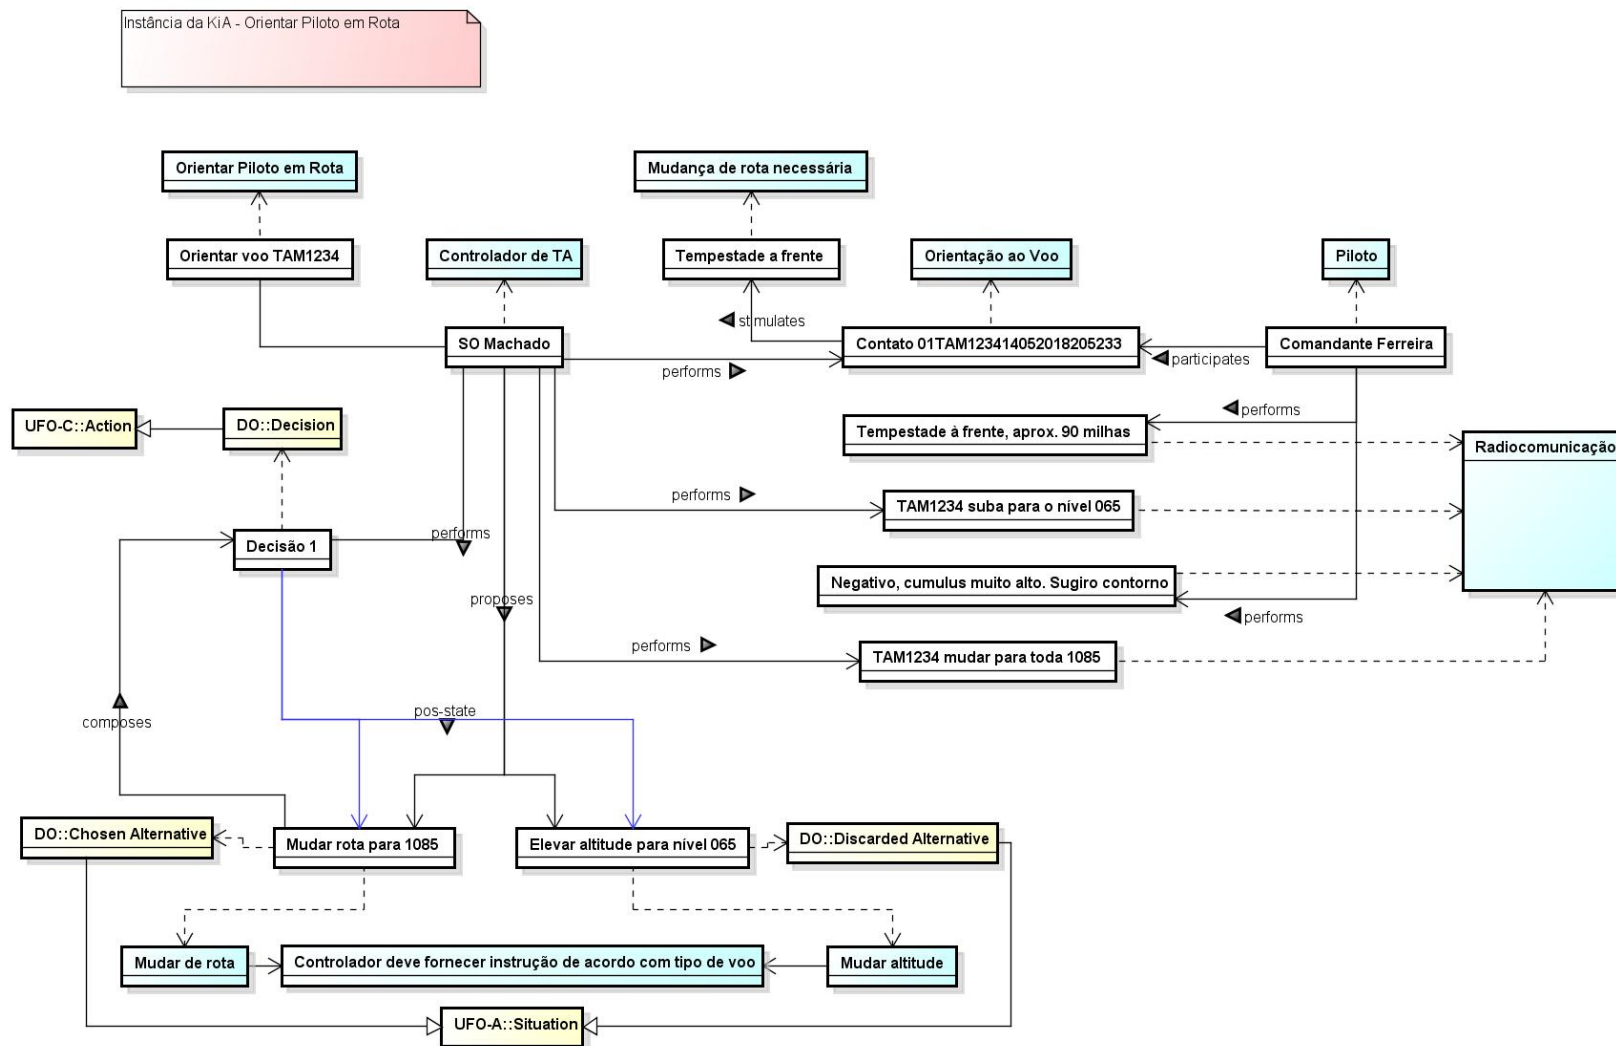 Instância da KiA - Orientar Piloto em Rota
Orientar Piloto em Rota
Mudança de rota necessária
Orientar voo TAM1234
Controlador de TA
Tempestade a frente
Orientação ao Voo
Piloto
stimulates
SO Machado
Contato 01TAM123414052018205233
Comandante Ferreira
performs
participates
UFO-C::Action
DO::Decision
performs
Tempestade à frente, aprox. 90 milhas
Radiocomunicação
performs
TAM1234 suba para o nível 065
performs
Decisão 1
Negativo, cumulus muito alto. Sugiro contorno
proposes
performs
performs
TAM1234 mudar para toda 1085
composes
pos-state
DO::Chosen Alternative
Mudar rota para 1085
Elevar altitude para nível 065
DO::Discarded Alternative
Mudar de rota
Controlador deve fornecer instrução de acordo com tipo de voo
Mudar altitude
UFO-A::Situation